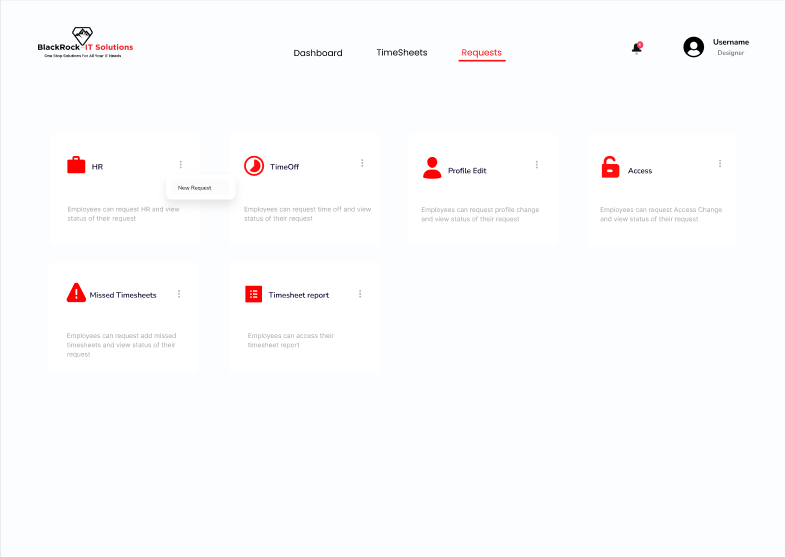 BlackRock IT Solutions
One Stop Solutions For All Your IT Needs
Dashboard
TimeSheets
Requests
Username
Designer
HR
New Request
Employees can request HR and view
status of their request
TimeOff
Employees can request time off and view
status of their request
Profile Edit
Employees can request profile change
and view status of their request
Access
Employees can request Access Change
and view status of their request
Missed Timesheets
Employees can request add missed
timesheets and view status of their
request
Timesheet report
Employees can access their
timesheet report